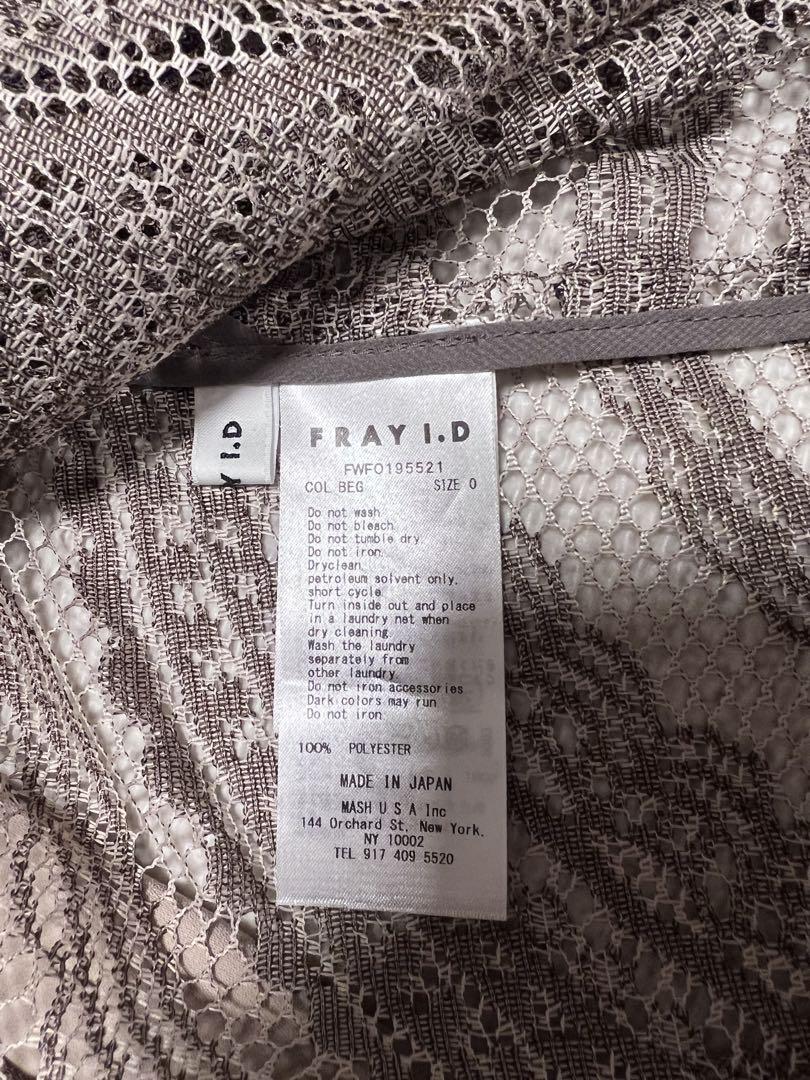 Y I.D
FRAY I.D
FWFO195521
COL BEG SIZE 0
Do not wash
Do not bleach
Do not tumble dry.
Do not iron.
Dryclean,
petroleum solvent only,
short cycle
Turn inside out and place
in a laundry net when
dry cleaning.
Wash the laundry
separately from
other laundry
Do not iron accessories
Dark colors may run
Do not iron
100% POLYESTER
MADE IN JAPAN
MASH U S A Inc
144 Orchard St, New York,
NY 10002
TEL 917 409 5520